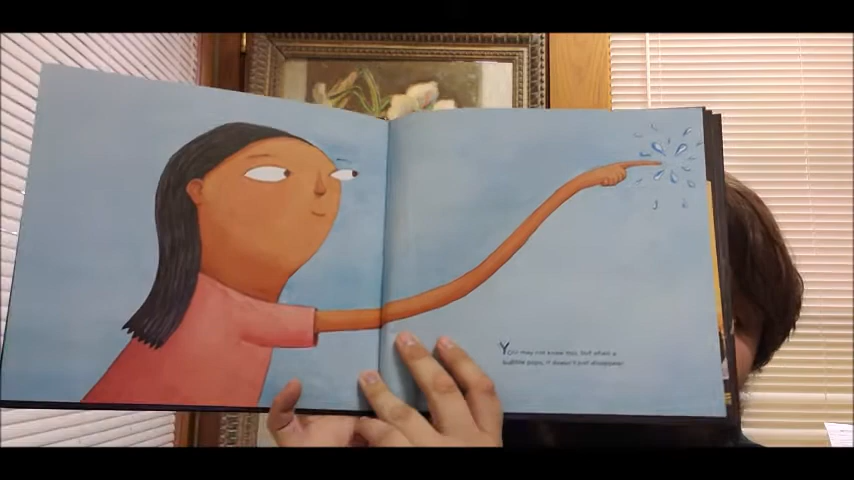 You may not know this, but when a
bubble pops, it doesn't just disappear.